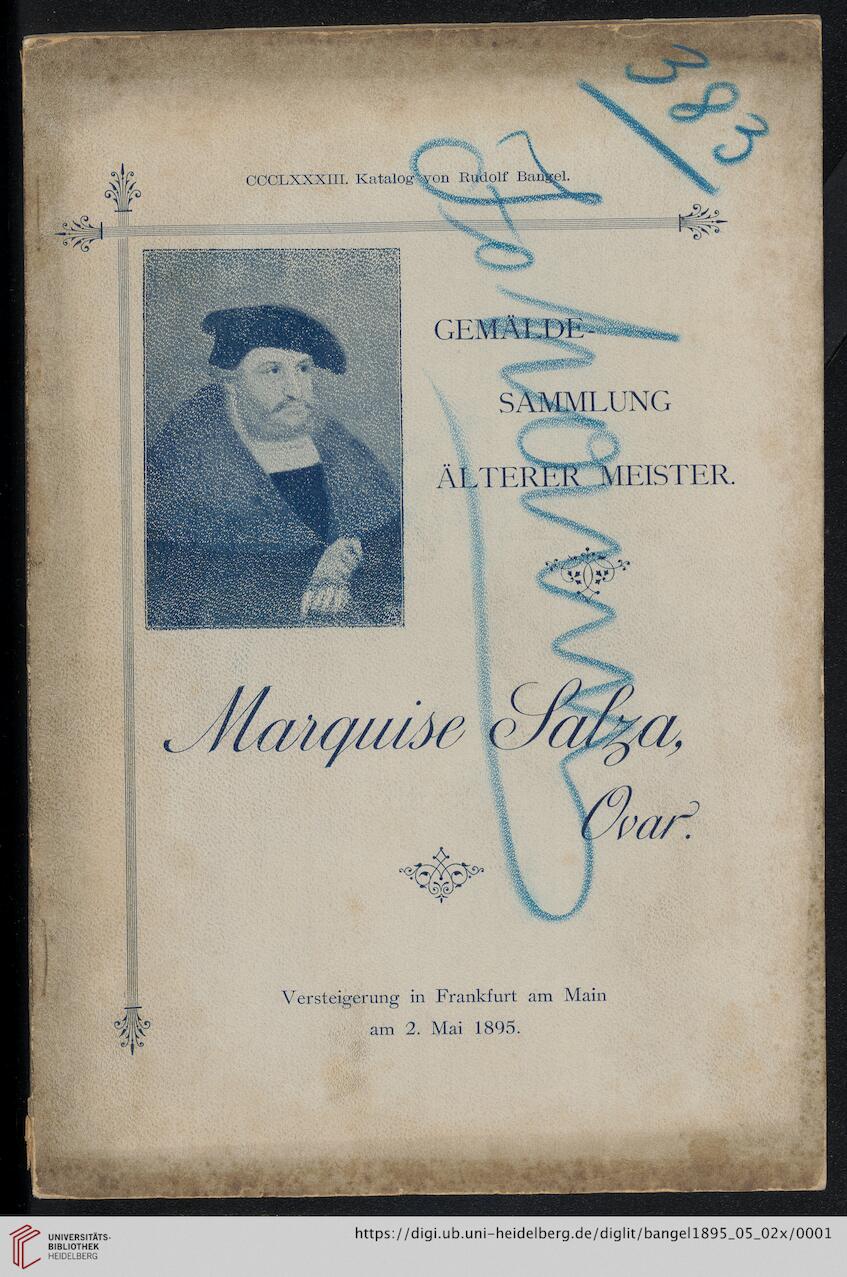 383
CCCLXXXIII. Katalog von Rudolf Bangel.
GEMÄLDE-
SAMMLUNG
ÄLTERER MEISTER.
Marquise Salza,
Ovar.
Versteigerung in Frankfurt am Main
am 2. Mai 1895.
UNIVERSITÄTS-
BIBLIOTHEK
HEIDELBERG
https://digi.ub.uni-heidelberg.de/diglit/bangel1895_05_02x/0001